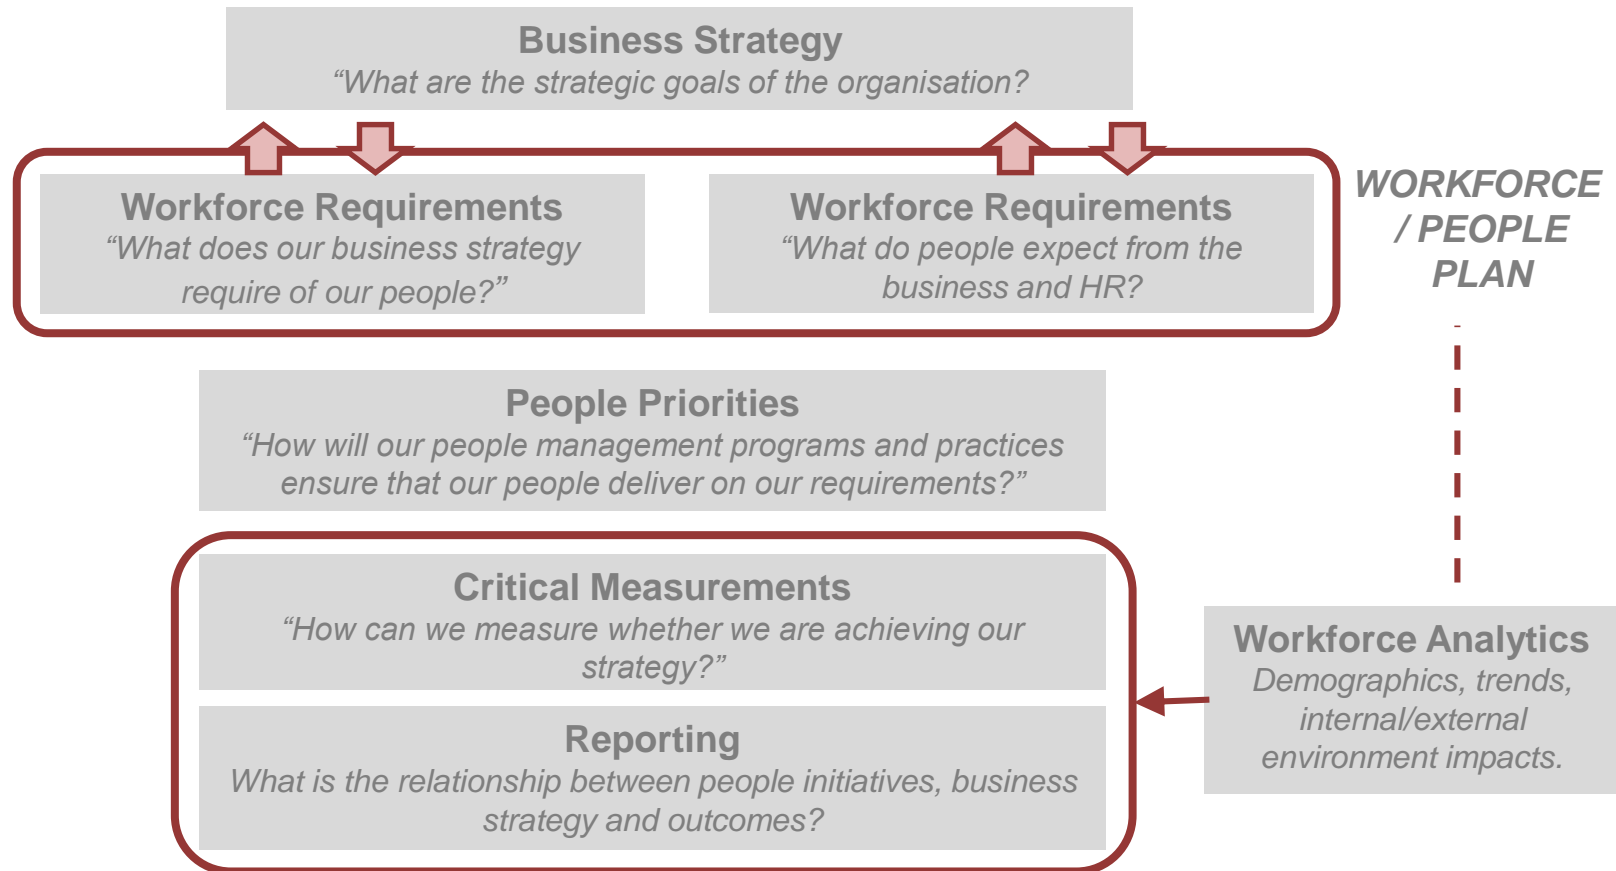 Business Strategy
“What are the strategic goals of the organisation?
Workforce Requirements
“What does our business strategy
require of our people?”
Workforce Requirements
“What do people expect from the
business and HR?
WORKFORCE
/ PEOPLE
PLAN
People Priorities
“How will our people management programs and practices
ensure that our people deliver on our requirements?”
Critical Measurements
“How can we measure whether we are achieving our
strategy?”
Reporting
What is the relationship between people initiatives, business
strategy and outcomes?
Workforce Analytics
Demographics, trends,
internal/external
environment impacts.